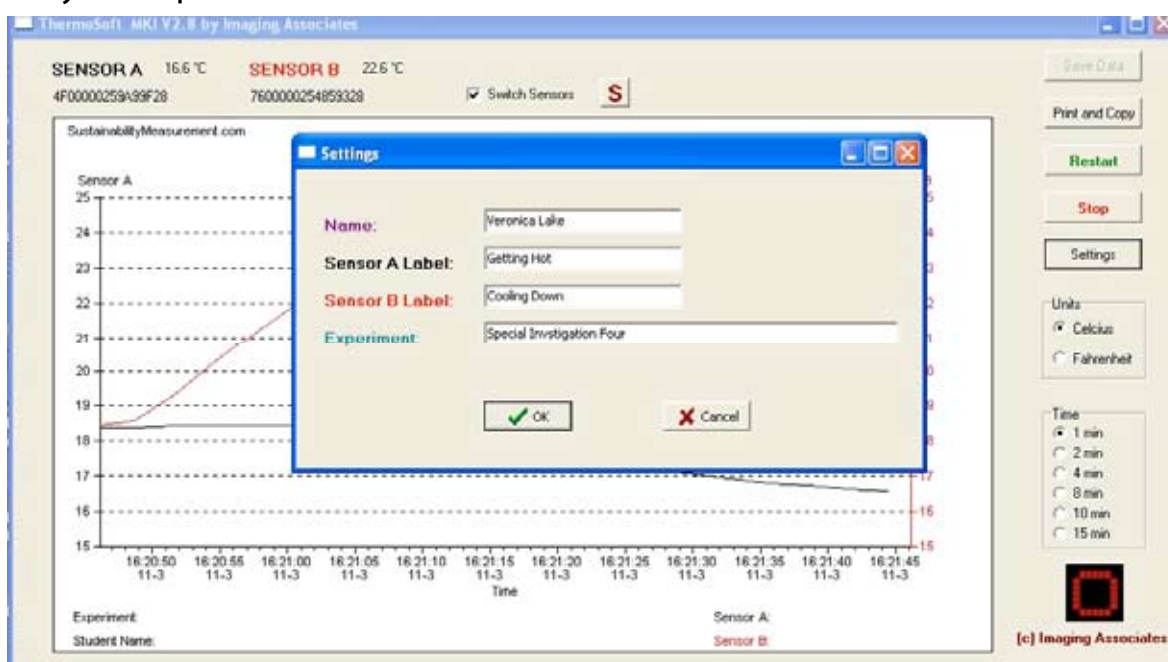 ThermoSoft MKI V2.8 by Imaging Associates
SENSOR A 16.6 °C SENSOR B 22.6 °C
4F00000259A99F28 7600000254859328 Switch Sensors S
Save Data
Print and Copy
Restart
Stop
Settings
Units
Celcius
Fahrenheit
Time
1 min
2 min
4 min
8 min
10 min
15 min
[c] Imaging Associates
SustainabilityMeasurement.com
Sensor A
25
24
23
22
21
20
19
18
17
16
15
Settings
Name: Veronica Lake
Sensor A Label: Getting Hot
Sensor B Label: Cooling Down
Experiment: Special Invstigation Four
OK Cancel
17
16
15
16:20:50 16:20:55 16:21:00 16:21:05 16:21:10 16:21:15 16:21:20 16:21:25 16:21:30 16:21:35 16:21:40 16:21:45
11-3 11-3 11-3 11-3 11-3 11-3 11-3 11-3 11-3 11-3 11-3 11-3
Time
Experiment: Sensor A:
Student Name: Sensor B: